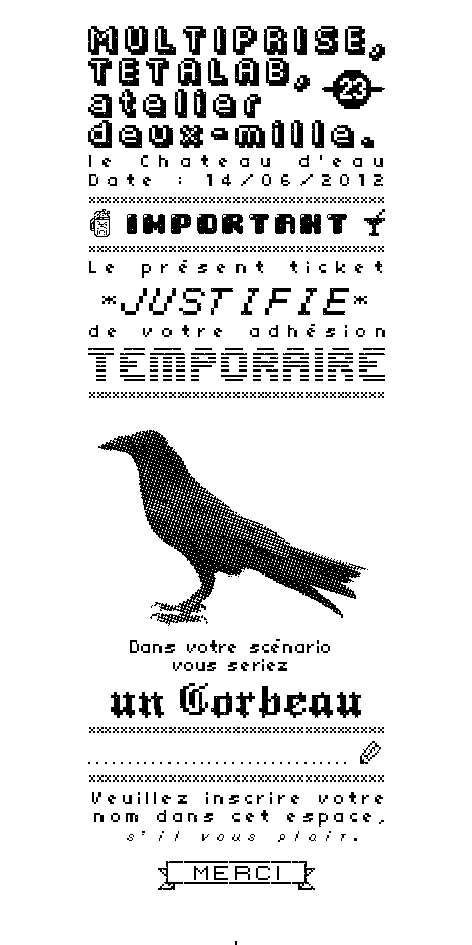 MULTIPRISE,
TETALAB,
23
atelier
deux-mille.
le Chateau d'eau
Date : 14/06/2012
IMPORTANT
Le présent ticket
*JUSTIFIE*
de votre adhésion
TEMPORAIRE
Dans votre scénario
vous seriez
un Corbeau
Veuillez inscrire votre
nom dans cet espace,
s'il vous plait.
MERCI